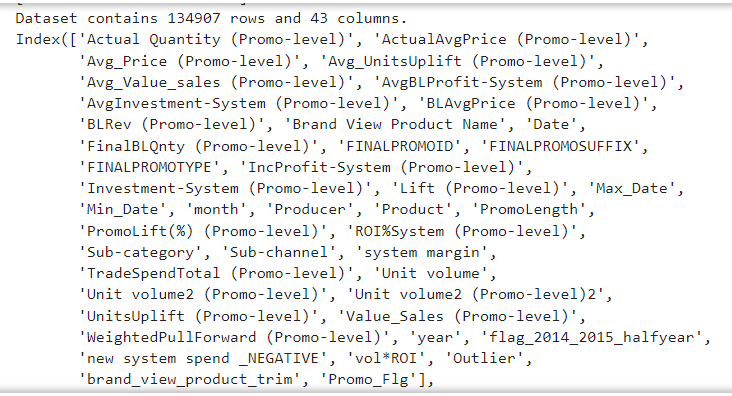 Dataset contains 134907 rows and 43 columns.
Index(['Actual Quantity (Promo-level)', 'ActualAvgPrice (Promo-level)',
'Avg_Price (Promo-level)', 'Avg_UnitsUplift (Promo-level)',
'Avg_Value_sales (Promo-level)', 'AvgBLProfit-System (Promo-level)',
'AvgInvestment-System (Promo-level)', 'BLAvgPrice (Promo-level)',
'BLRev (Promo-level)', 'Brand View Product Name', 'Date',
'FinalBLQnty (Promo-level)', 'FINALPROMOID', 'FINALPROMOSUFFIX',
'FINALPROMOTYPE', 'IncProfit-System (Promo-level)',
'Investment-System (Promo-level)', 'Lift (Promo-level)', 'Max_Date',
'Min_Date', 'month', 'Producer', 'Product', 'PromoLength',
'PromoLift(%) (Promo-level)', 'ROI%System (Promo-level)',
'Sub-category', 'Sub-channel', 'system margin',
'TradeSpendTotal (Promo-level)', 'Unit volume',
'Unit volume2 (Promo-level)', 'Unit volume2 (Promo-level)2',
'UnitsUplift (Promo-level)', 'Value_Sales (Promo-level)',
'WeightedPullForward (Promo-level)', 'year', 'flag_2014_2015_halfyear',
'new system spend _NEGATIVE', 'vol*ROI', 'Outlier',
'brand_view_product_trim', 'Promo_Flg'],